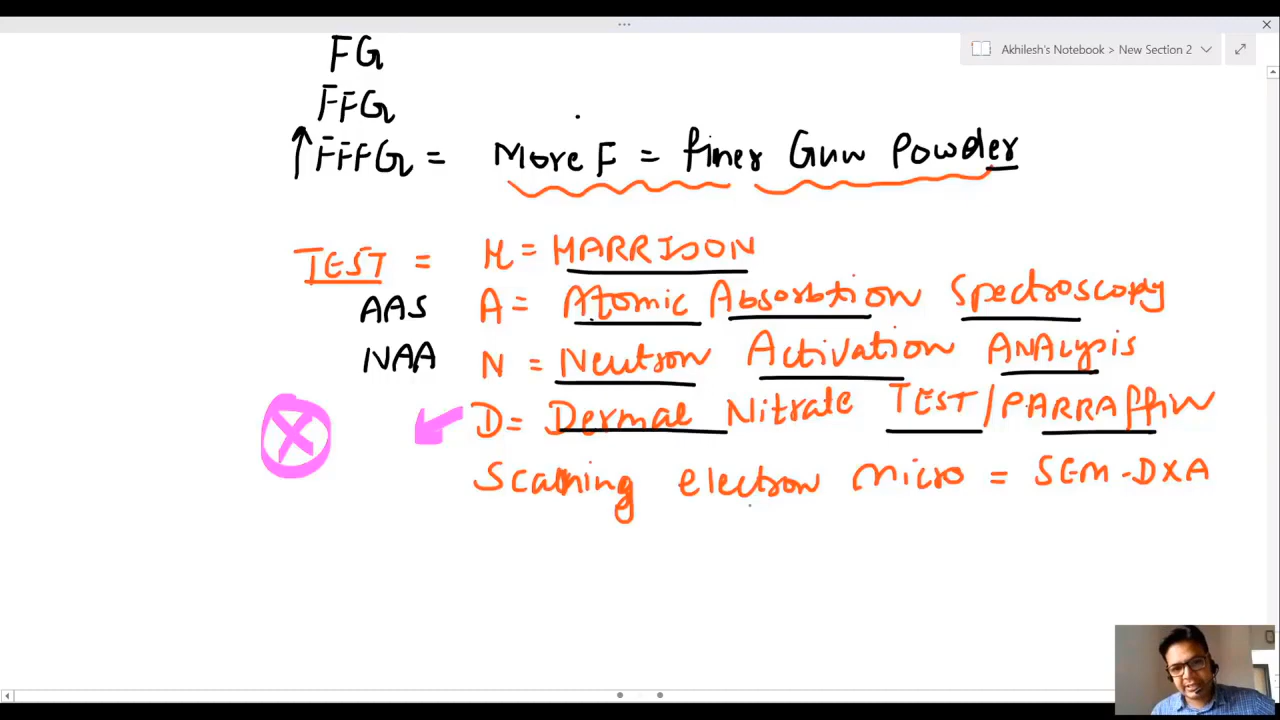 Akhilesh's Notebook > New Section 2
FG
FFG
↑FFFG = More F = finer Gun Powder
TEST = H = HARRISON
AAS A = Atomic Absorbtion Spectroscopy
NAA N = Neutron Activation ANAlysis
X D = Dermal Nitrate TEST/PARRAffin
Scanning electron micro = SEM-DXA